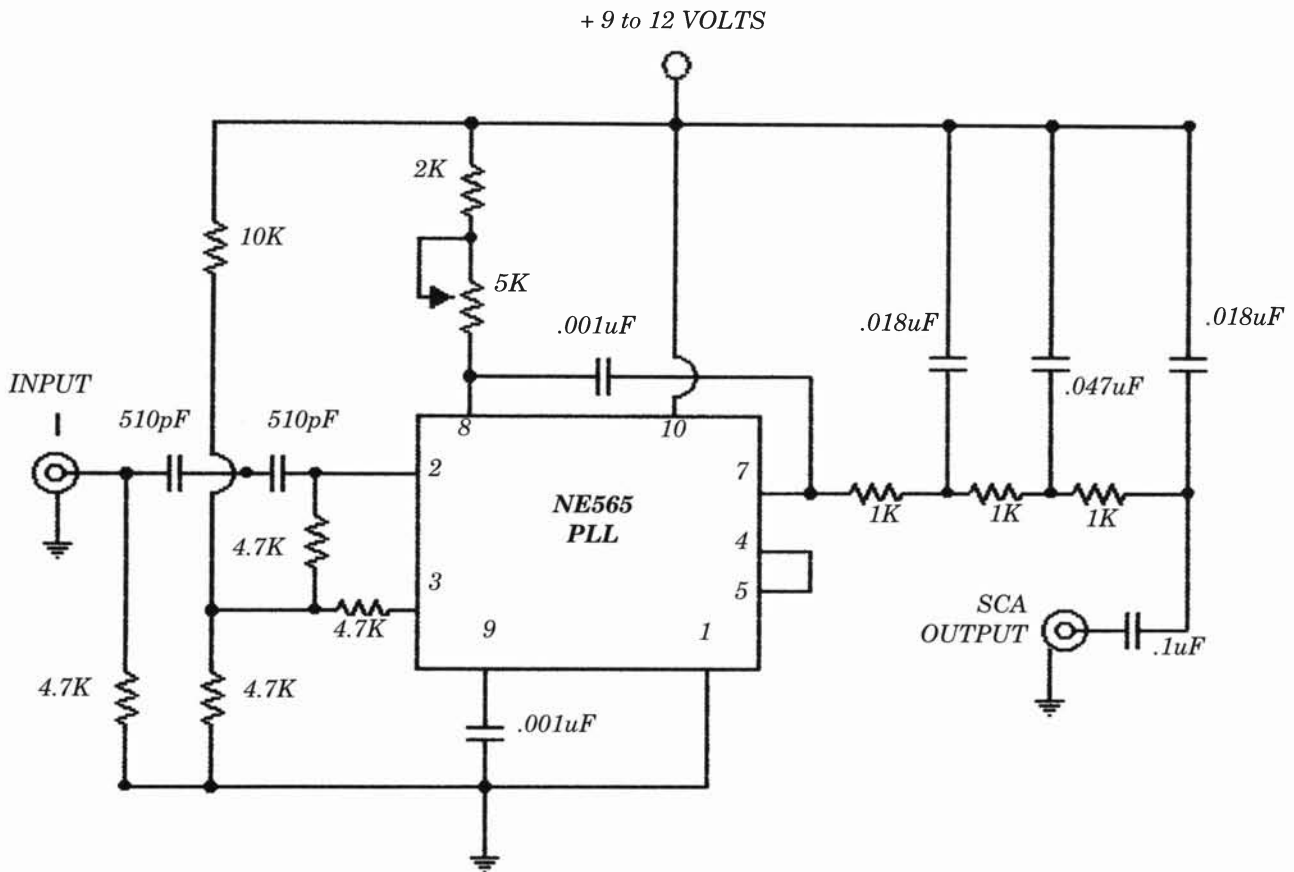 + 9 to 12 VOLTS
2K
10K
5K
.001uF
.018uF
.018uF
.047uF
INPUT
510pF
510pF
8
10
2
7
NE565
PLL
1K
1K
1K
4.7K
4
3
5
4.7K
9
1
SCA
OUTPUT
.1uF
4.7K
4.7K
.001uF